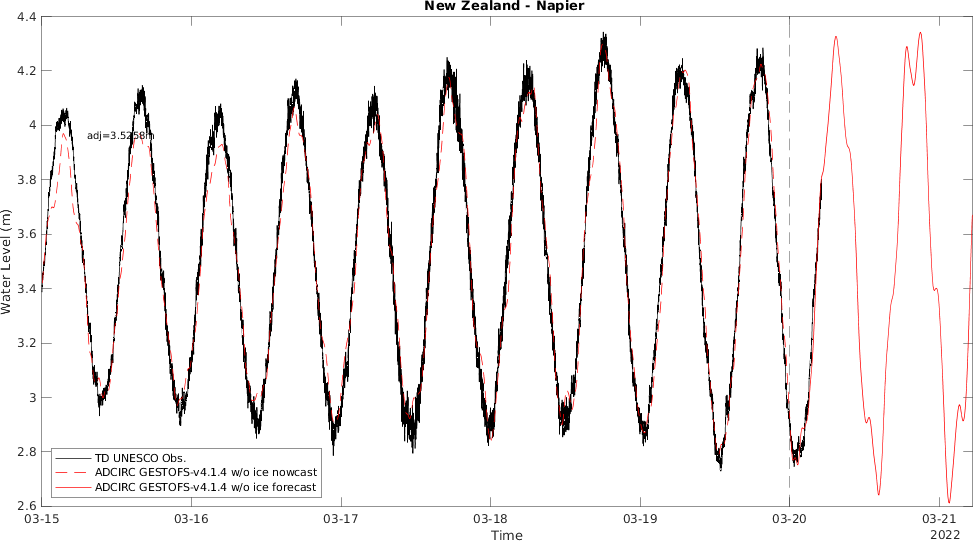 New Zealand - Napier
4.4
4.2
4
3.8
3.6
3.4
3.2
3
2.8
2.6
Water Level (m)
adj=3.5258m
TD UNESCO Obs.
ADCIRC GESTOFS-v4.1.4 w/o ice nowcast
ADCIRC GESTOFS-v4.1.4 w/o ice forecast
03-15 03-16 03-17 03-18 03-19 03-20 03-21
Time
2022